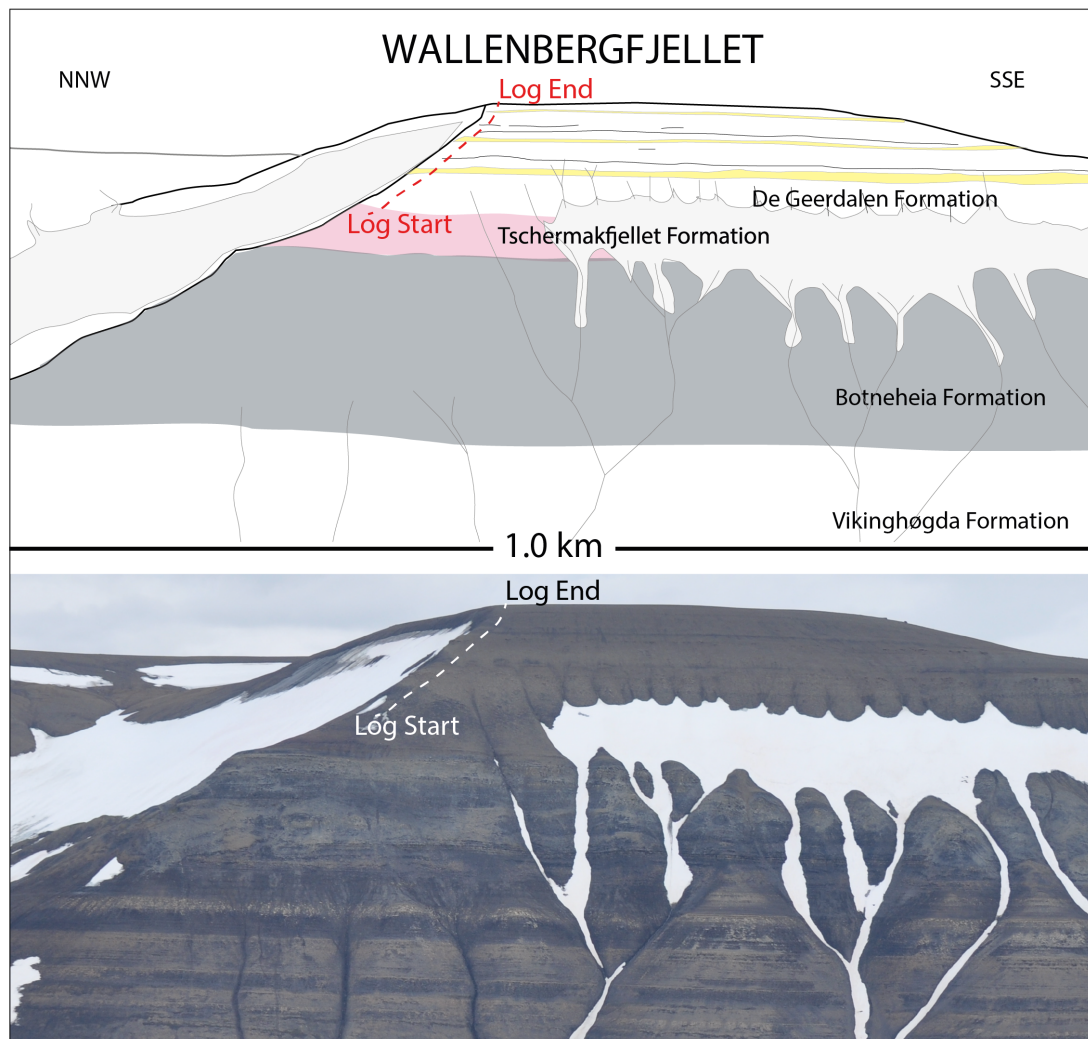 WALLENBERGFJELLET
NNW
SSE
Log End
De Geerdalen Formation
Log Start
Tschermakfjellet Formation
Botneheia Formation
Vikinghøgda Formation
1.0 km
Log End
Log Start